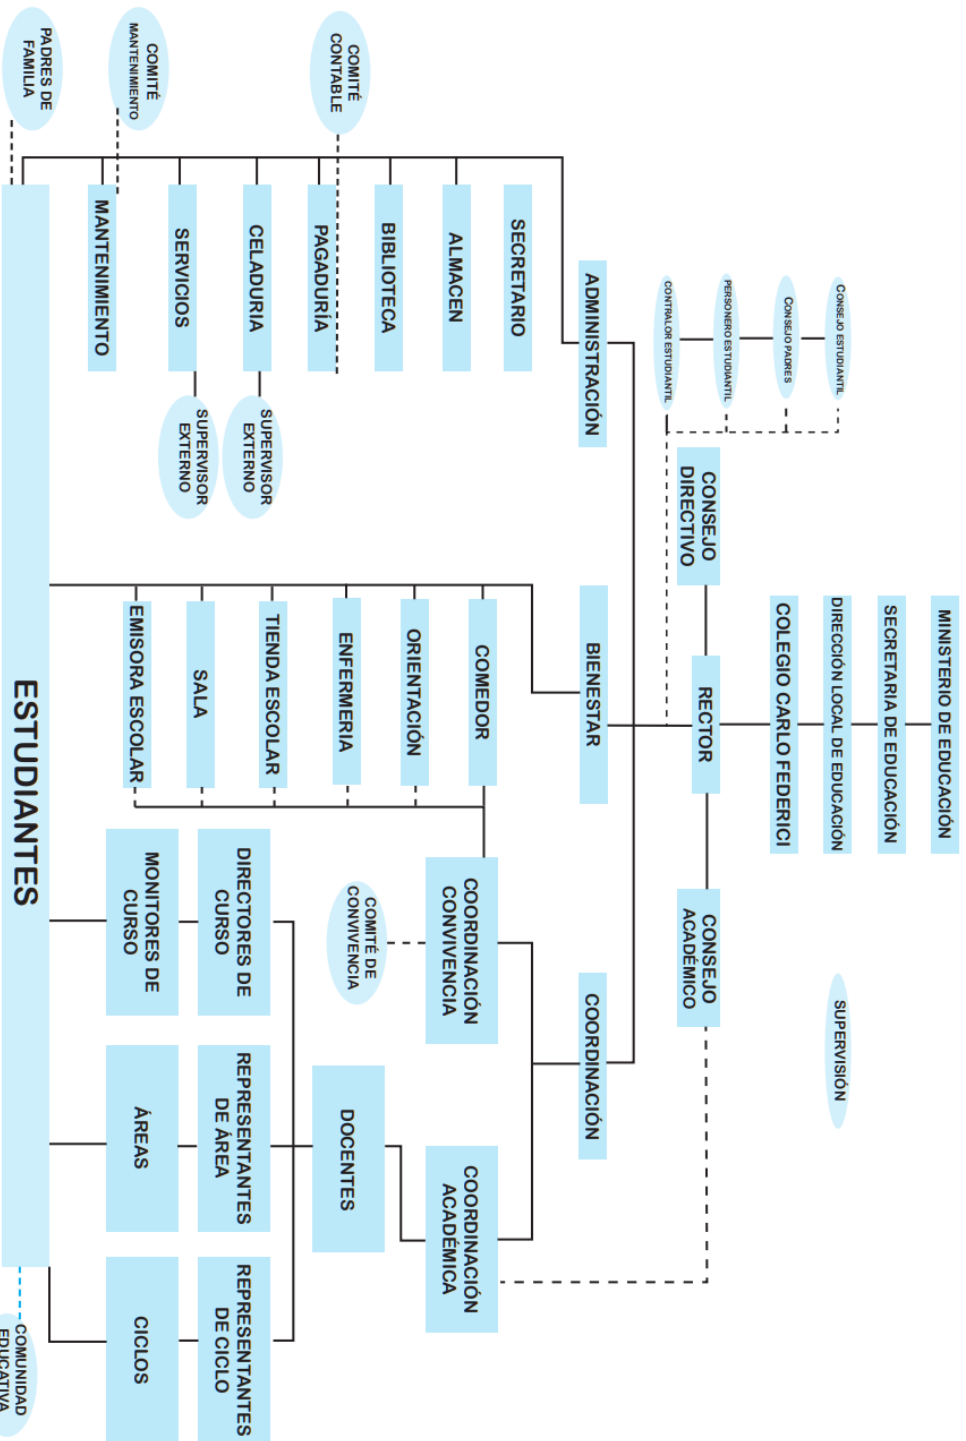 MINISTERIO DE EDUCACIÓN
SECRETARIA DE EDUCACIÓN
DIRECCIÓN LOCAL DE EDUCACIÓN
COLEGIO CARLO FEDERICI
SUPERVISIÓN
CONSEJO ESTUDIANTIL
CONSEJO PADRES
PERSONERO ESTUDIANTIL
CONTRALOR ESTUDIANTIL
CONSEJO
DIRECTIVO
RECTOR
CONSEJO
ACADÉMICO
ADMINISTRACIÓN
BIENESTAR
COORDINACIÓN
SECRETARIO
ALMACEN
BIBLIOTECA
PAGADURÍA
CELADURIA
SERVICIOS
MANTENIMIENTO
COMITÉ
CONTABLE
COMITÉ
MANTENIMIENTO
PADRES DE
FAMILIA
SUPERVISOR
EXTERNO
SUPERVISOR
EXTERNO
COMEDOR
ORIENTACIÓN
ENFERMERIA
TIENDA ESCOLAR
SALA
EMISORA ESCOLAR
COORDINACIÓN
CONVIVENCIA
COORDINACIÓN
ACADÉMICA
COMITÉ DE
CONVIVENCIA
DOCENTES
DIRECTORES DE
CURSO
REPRESENTANTES
DE ÁREA
REPRESENTANTES
DE CICLO
MONITORES DE
CURSO
ÁREAS
CICLOS
ESTUDIANTES
COMUNIDAD
EDUCATIVA